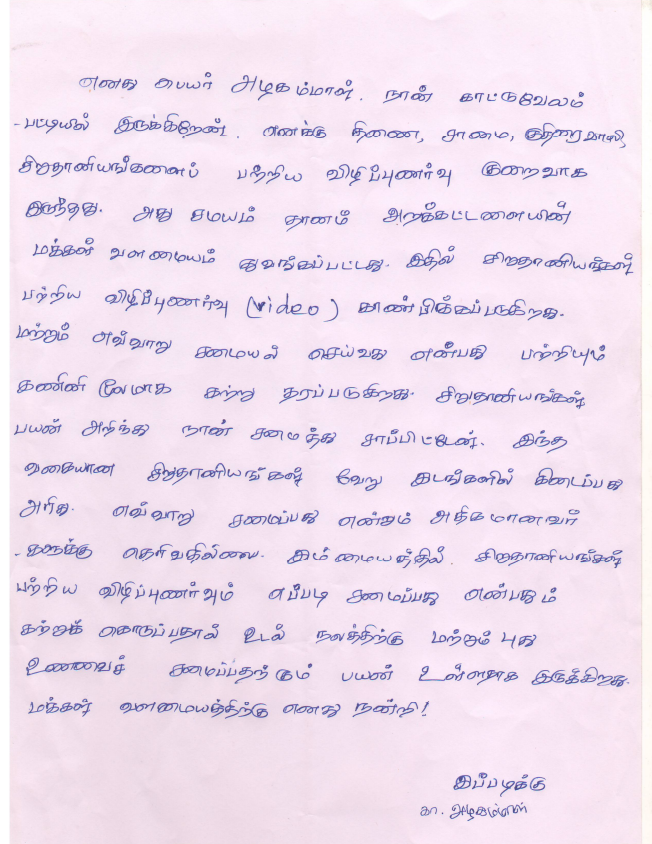 எனது பெயர் அழகம்மாள். நான் காட்டுவேலம்
-பட்டியில் இருக்கிறேன். எனக்கு தினை, சாமை, குதிரைவாலி,
சிறுதானியங்களைப் பற்றிய விழிப்புணர்வு குறைவாக
இருந்தது. அது சமயம் தானம் அறக்கட்டளையின்
மக்கள் வளமையம் துவங்கப்பட்டது. இதில் சிறுதானியங்கள்
பற்றிய விழிப்புணர்வு (video) காண்பிக்கப்படுகிறது.
மற்றும் எவ்வாறு சமையல் செய்வது என்பது பற்றியும்
கணினி லேமாக கற்று தரப்படுகிறது. சிறுதானியங்கள்
பயன் அறிந்து நான் சமைத்து சாப்பிட்டேன். இந்த
வகையான சிறுதானியங்கள் வேறு இடங்களில் கிடைப்பது
அரிது. எவ்வாறு சமைப்பது என்றும் அதிகமானவர்
-களுக்கு தெரிவதில்லை. இம்மையத்தில். சிறுதானியங்கள்
பற்றிய விழிப்புணர்வும் எப்படி சமைப்பது என்பதும்
கற்றுக் கொடுப்பதால் உடல் நலத்திற்கு மற்றும் புது
உணவைச் சமைப்பதற்கும் பயன் உள்ளதாக இருக்கிறது.
மக்கள் வளமையத்திற்கு எனது நன்றி!
இப்படிக்கு
கா. அழகம்மாள்